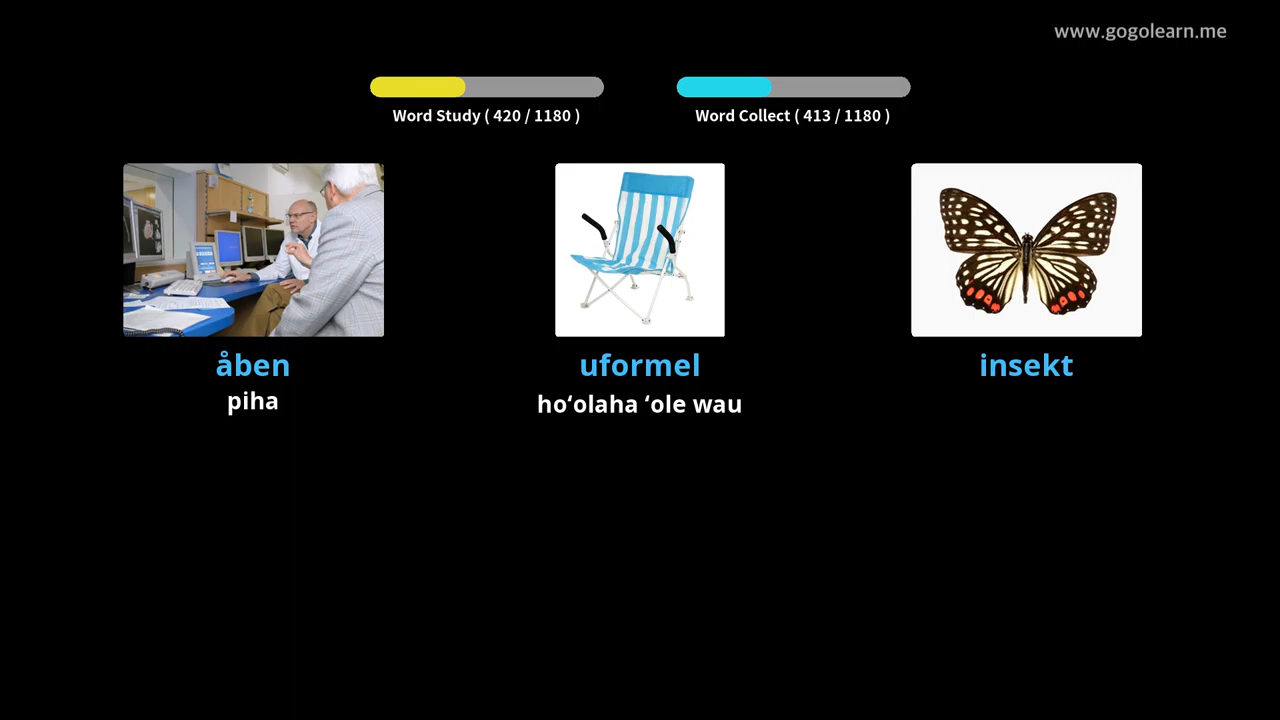 www.gogolearn.me
Word Study ( 420 / 1180 )
Word Collect ( 413 / 1180 )
åben
uformel
insekt
piha
hoʻolaha ʻole wau